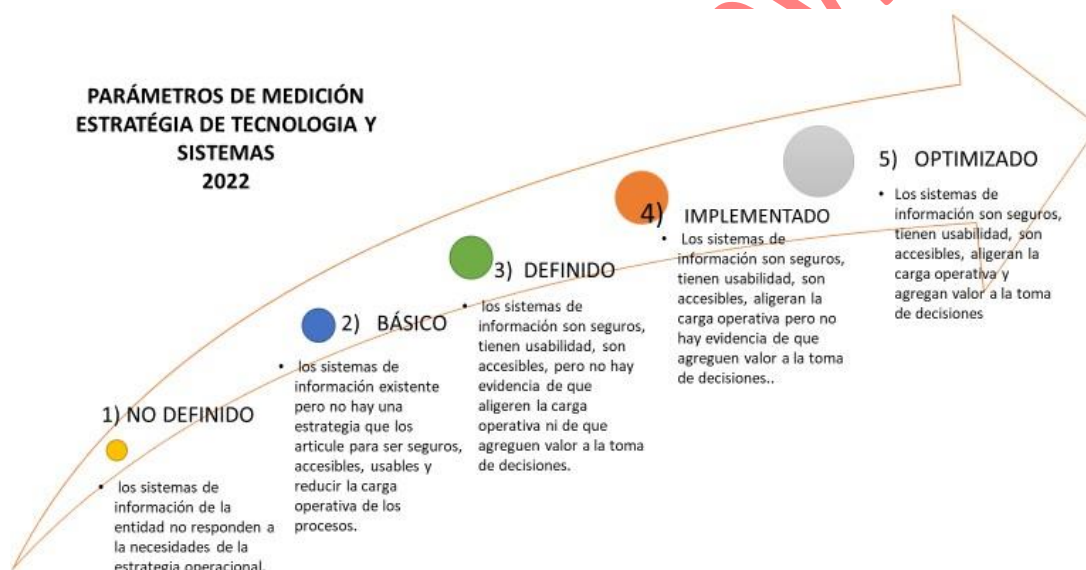 PARÁMETROS DE MEDICIÓN
ESTRATÉGIA DE TECNOLOGIA Y
SISTEMAS
2022
1) NO DEFINIDO
• los sistemas de
información de la
entidad no responden a
la necesidades de la
estrategia operacional.
2) BÁSICO
• los sistemas de
información existente
pero no hay una
estrategia que los
articule para ser seguros,
accesibles, usables y
reducir la carga
operativa de los
procesos.
3) DEFINIDO
• los sistemas de
información son seguros,
tienen usabilidad, son
accesibles, pero no hay
evidencia de que
aligeren la carga
operativa ni de que
agreguen valor a la toma
de decisiones.
4) IMPLEMENTADO
• Los sistemas de
información son seguros,
tienen usabilidad, son
accesibles, aligeran la
carga operativa pero no
hay evidencia de que
agreguen valor a la toma
de decisiones..
5) OPTIMIZADO
• Los sistemas de
información son seguros,
tienen usabilidad, son
accesibles, aligeran la
carga operativa y
agregan valor a la toma
de decisiones